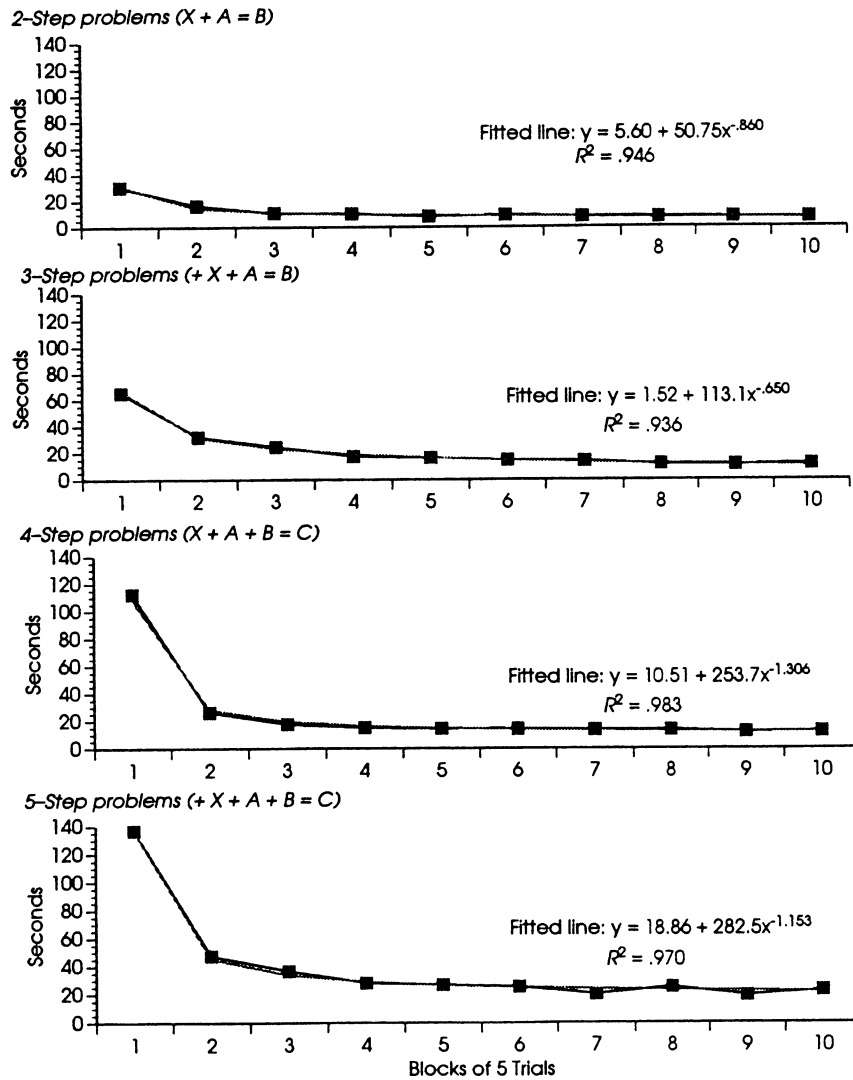 2–Step problems (X + A = B)
140
120
100
80
60
40
20
0
Seconds
Fitted line: y = 5.60 + 50.75x-.860
R2 = .946
1 2 3 4 5 6 7 8 9 10
3–Step problems (+ X + A = B)
140
120
100
80
60
40
20
0
Seconds
Fitted line: y = 1.52 + 113.1x-.650
R2 = .936
1 2 3 4 5 6 7 8 9 10
4–Step problems (X + A + B = C)
140
120
100
80
60
40
20
0
Seconds
Fitted line: y = 10.51 + 253.7x-1.306
R2 = .983
1 2 3 4 5 6 7 8 9 10
5–Step problems (+ X + A + B = C)
140
120
100
80
60
40
20
0
Seconds
Fitted line: y = 18.86 + 282.5x-1.153
R2 = .970
1 2 3 4 5 6 7 8 9 10
Blocks of 5 Trials